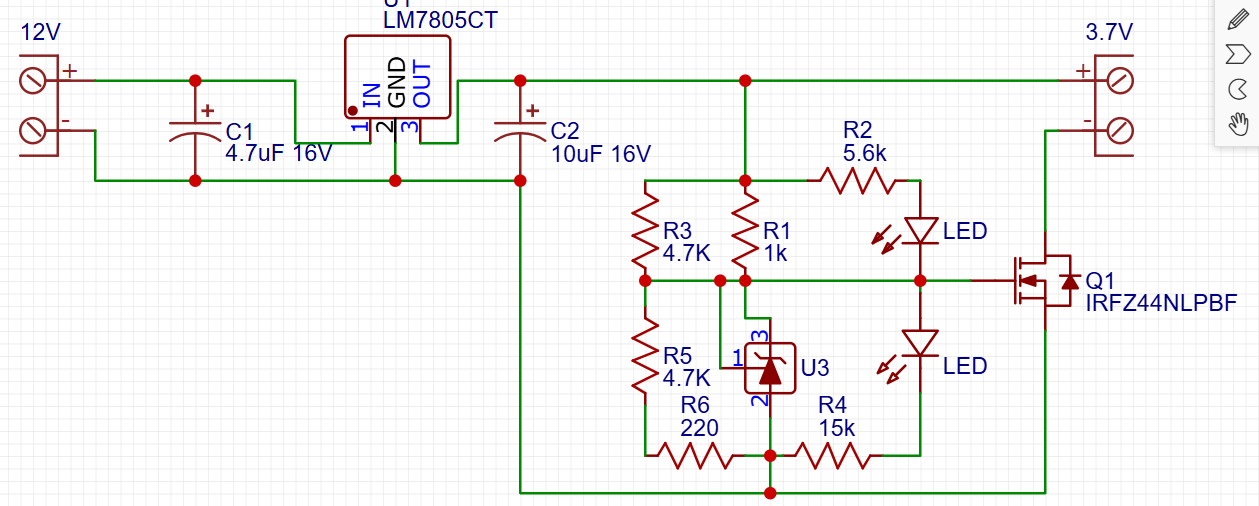 U1
LM7805CT
12V
3.7V
+
-
IN
GND
OUT
1
2
3
+
C1
4.7uF 16V
+
C2
10uF 16V
+
-
R2
5.6k
R3
4.7K
R1
1k
LED
Q1
IRFZ44NLPBF
R5
4.7K
3
1
2
U3
LED
R6
220
R4
15k